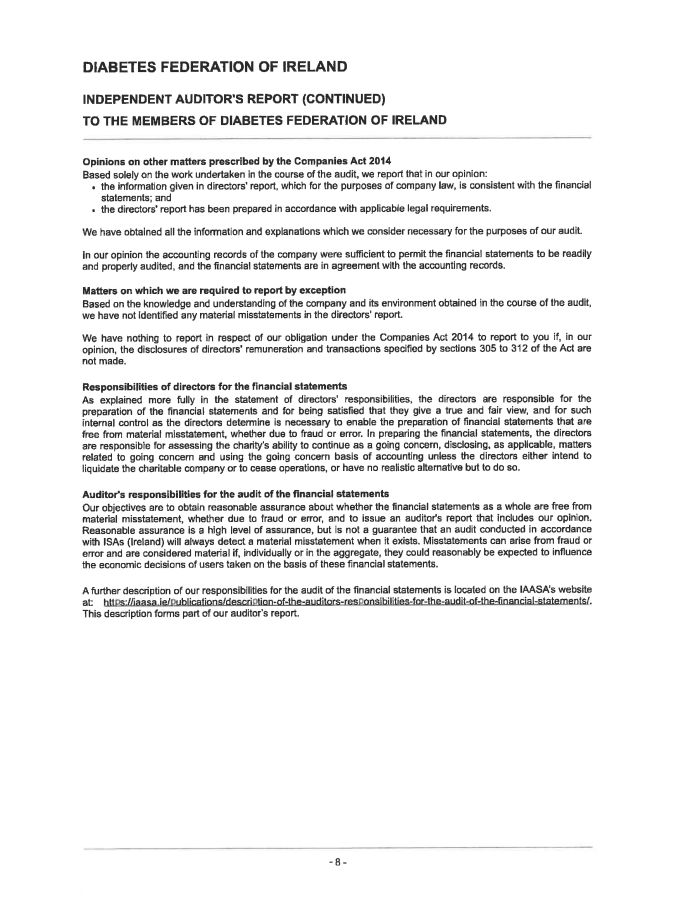 DIABETES FEDERATION OF IRELAND
INDEPENDENT AUDITOR'S REPORT (CONTINUED)
TO THE MEMBERS OF DIABETES FEDERATION OF IRELAND
Opinions on other matters prescribed by the Companies Act 2014
Based solely on the work undertaken in the course of the audit, we report that in our opinion:
• the information given in directors' report, which for the purposes of company law, is consistent with the financial
statements; and
• the directors' report has been prepared in accordance with applicable legal requirements.
We have obtained all the information and explanations which we consider necessary for the purposes of our audit.
In our opinion the accounting records of the company were sufficient to permit the financial statements to be readily
and properly audited, and the financial statements are in agreement with the accounting records.
Matters on which we are required to report by exception
Based on the knowledge and understanding of the company and its environment obtained in the course of the audit,
we have not identified any material misstatements in the directors' report.
We have nothing to report in respect of our obligation under the Companies Act 2014 to report to you if, in our
opinion, the disclosures of directors' remuneration and transactions specified by sections 305 to 312 of the Act are
not made.
Responsibilities of directors for the financial statements
As explained more fully in the statement of directors' responsibilities, the directors are responsible for the
preparation of the financial statements and for being satisfied that they give a true and fair view, and for such
internal control as the directors determine is necessary to enable the preparation of financial statements that are
free from material misstatement, whether due to fraud or error. In preparing the financial statements, the directors
are responsible for assessing the charity's ability to continue as a going concern, disclosing, as applicable, matters
related to going concern and using the going concern basis of accounting unless the directors either intend to
liquidate the charitable company or to cease operations, or have no realistic alternative but to do so.
Auditor's responsibilities for the audit of the financial statements
Our objectives are to obtain reasonable assurance about whether the financial statements as a whole are free from
material misstatement, whether due to fraud or error, and to issue an auditor's report that includes our opinion.
Reasonable assurance is a high level of assurance, but is not a guarantee that an audit conducted in accordance
with ISAs (Ireland) will always detect a material misstatement when it exists. Misstatements can arise from fraud or
error and are considered material if, individually or in the aggregate, they could reasonably be expected to influence
the economic decisions of users taken on the basis of these financial statements.
A further description of our responsibilities for the audit of the financial statements is located on the IAASA's website
at: https://iaasa.ie/publications/description-of-the-auditors-responsibilities-for-the-audit-of-the-financial-statements/.
This description forms part of our auditor's report.
- 8 -